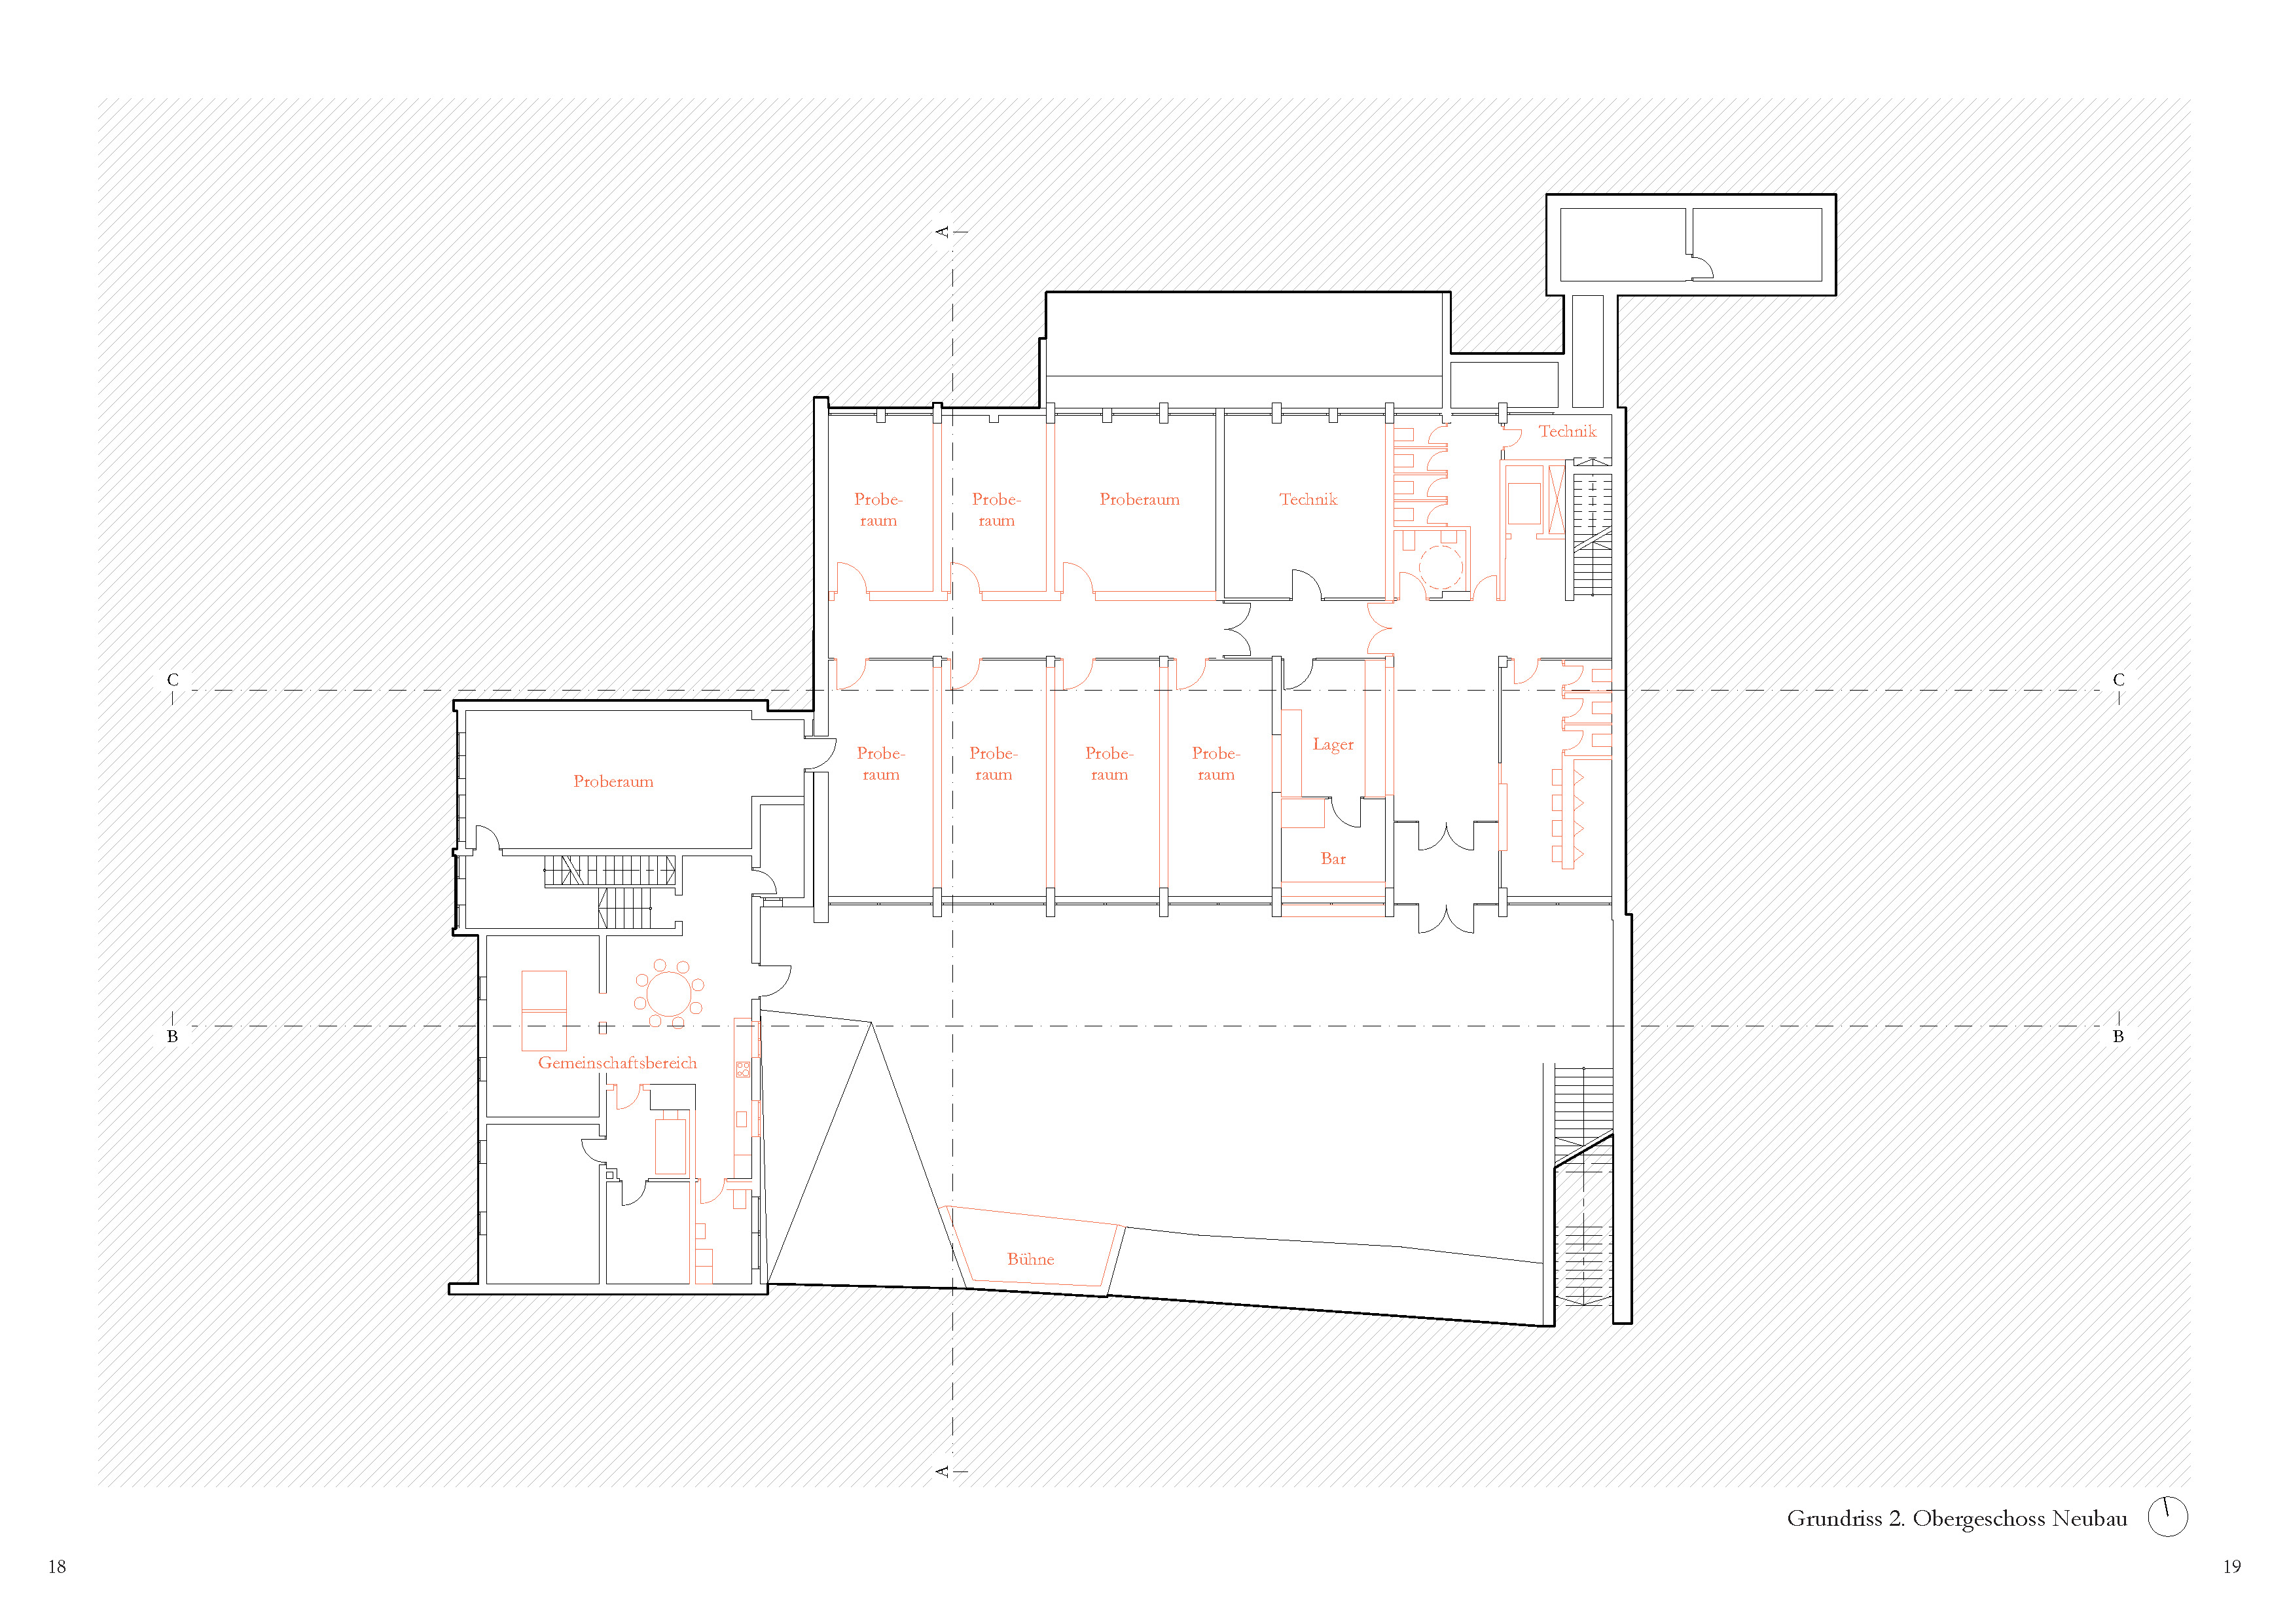 A
Technik
Probe-
raum
Probe-
raum
Proberaum
Technik
C
C
Probe-
raum
Probe-
raum
Probe-
raum
Probe-
raum
Lager
Proberaum
Bar
B
B
Gemeinschaftsbereich
Bühne
A
Grundriss 2. Obergeschoss Neubau
18
19